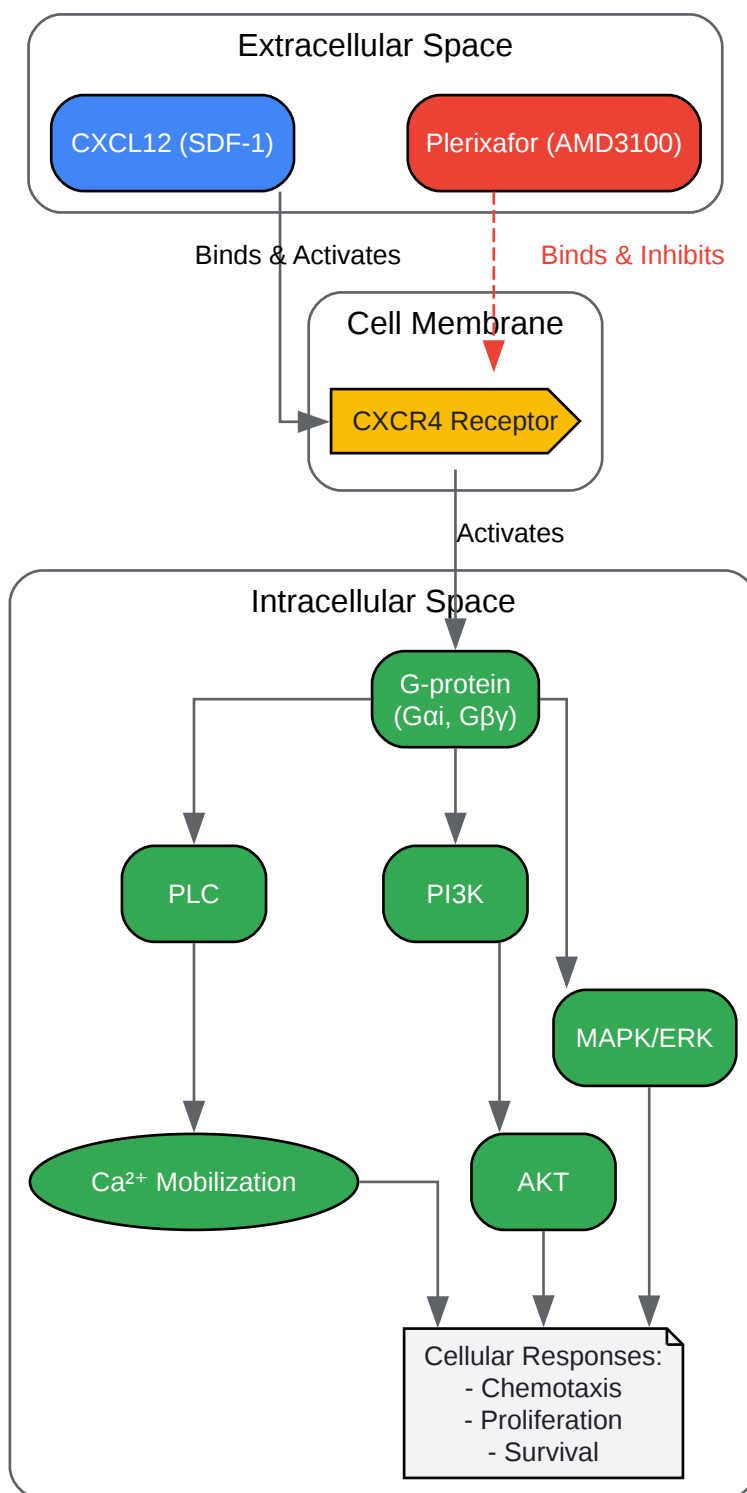 Extracellular Space
CXCL12 (SDF-1)
Plerixafor (AMD3100)
Binds & Activates
Binds & Inhibits
Cell Membrane
CXCR4 Receptor
Activates
Intracellular Space
G-protein
(Gαi, Gβγ)
PLC
PI3K
MAPK/ERK
Ca²⁺ Mobilization
AKT
Cellular Responses:
- Chemotaxis
- Proliferation
- Survival